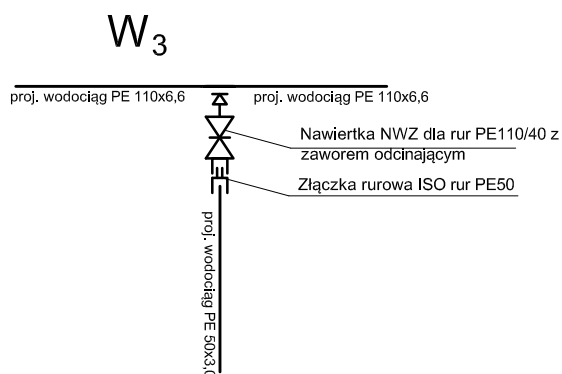 W3
proj. wodociąg PE 110x6,6
proj. wodociąg PE 110x6,6
Nawiertka NWZ dla rur PE110/40 z
zaworem odcinającym
Złączka rurowa ISO rur PE50
proj. wodociąg PE 50x3,0